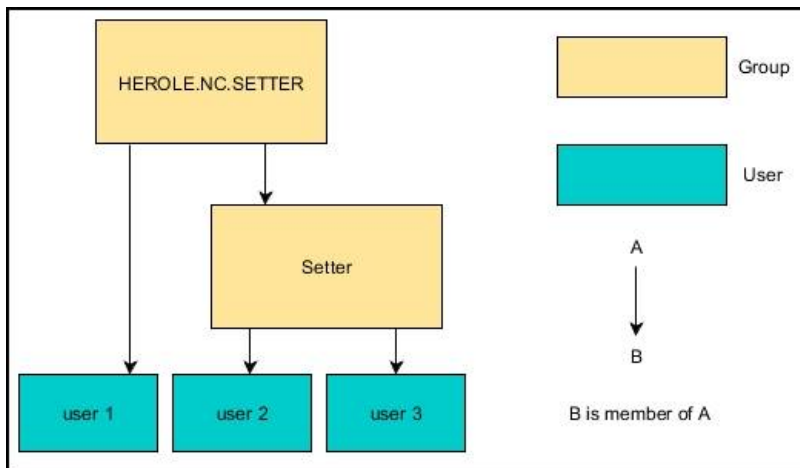 HEROLE.NC.SETTER
Group
User
A
Setter
B
user 1
user 2
user 3
B is member of A